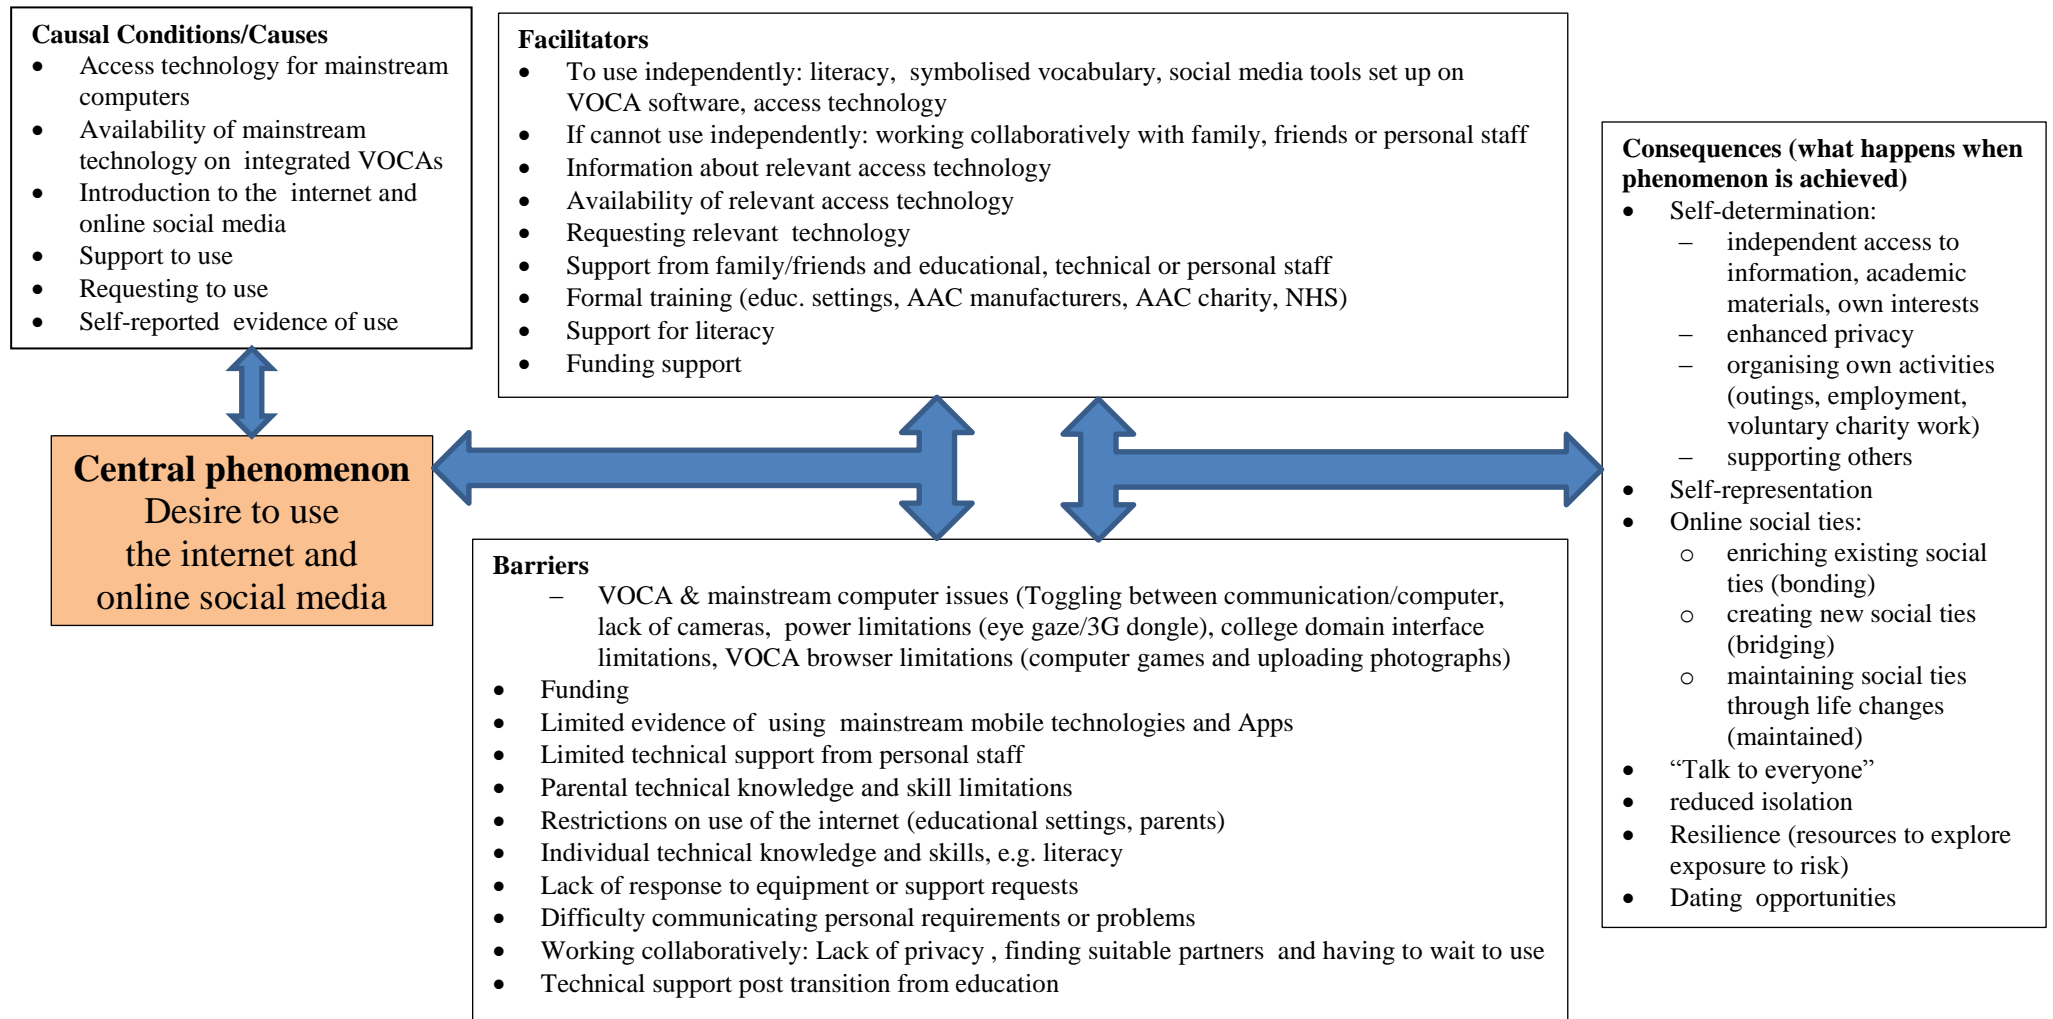 Causal Conditions/Causes
• Access technology for mainstream
computers
• Availability of mainstream
technology on integrated VOCAs
• Introduction to the internet and
online social media
• Support to use
• Requesting to use
• Self-reported evidence of use
Central phenomenon
Desire to use
the internet and
online social media
Facilitators
• To use independently: literacy, symbolised vocabulary, social media tools set up on
VOCA software, access technology
• If cannot use independently: working collaboratively with family, friends or personal staff
• Information about relevant access technology
• Availability of relevant access technology
• Requesting relevant technology
• Support from family/friends and educational, technical or personal staff
• Formal training (educ. settings, AAC manufacturers, AAC charity, NHS)
• Support for literacy
• Funding support
Barriers
– VOCA & mainstream computer issues (Toggling between communication/computer,
lack of cameras, power limitations (eye gaze/3G dongle), college domain interface
limitations, VOCA browser limitations (computer games and uploading photographs)
• Funding
• Limited evidence of using mainstream mobile technologies and Apps
• Limited technical support from personal staff
• Parental technical knowledge and skill limitations
• Restrictions on use of the internet (educational settings, parents)
• Individual technical knowledge and skills, e.g. literacy
• Lack of response to equipment or support requests
• Difficulty communicating personal requirements or problems
• Working collaboratively: Lack of privacy , finding suitable partners and having to wait to use
• Technical support post transition from education
Consequences (what happens when
phenomenon is achieved)
• Self-determination:
– independent access to
information, academic
materials, own interests
– enhanced privacy
– organising own activities
(outings, employment,
voluntary charity work)
– supporting others
• Self-representation
• Online social ties:
o enriching existing social
ties (bonding)
o creating new social ties
(bridging)
o maintaining social ties
through life changes
(maintained)
• “Talk to everyone”
• reduced isolation
• Resilience (resources to explore
exposure to risk)
• Dating opportunities